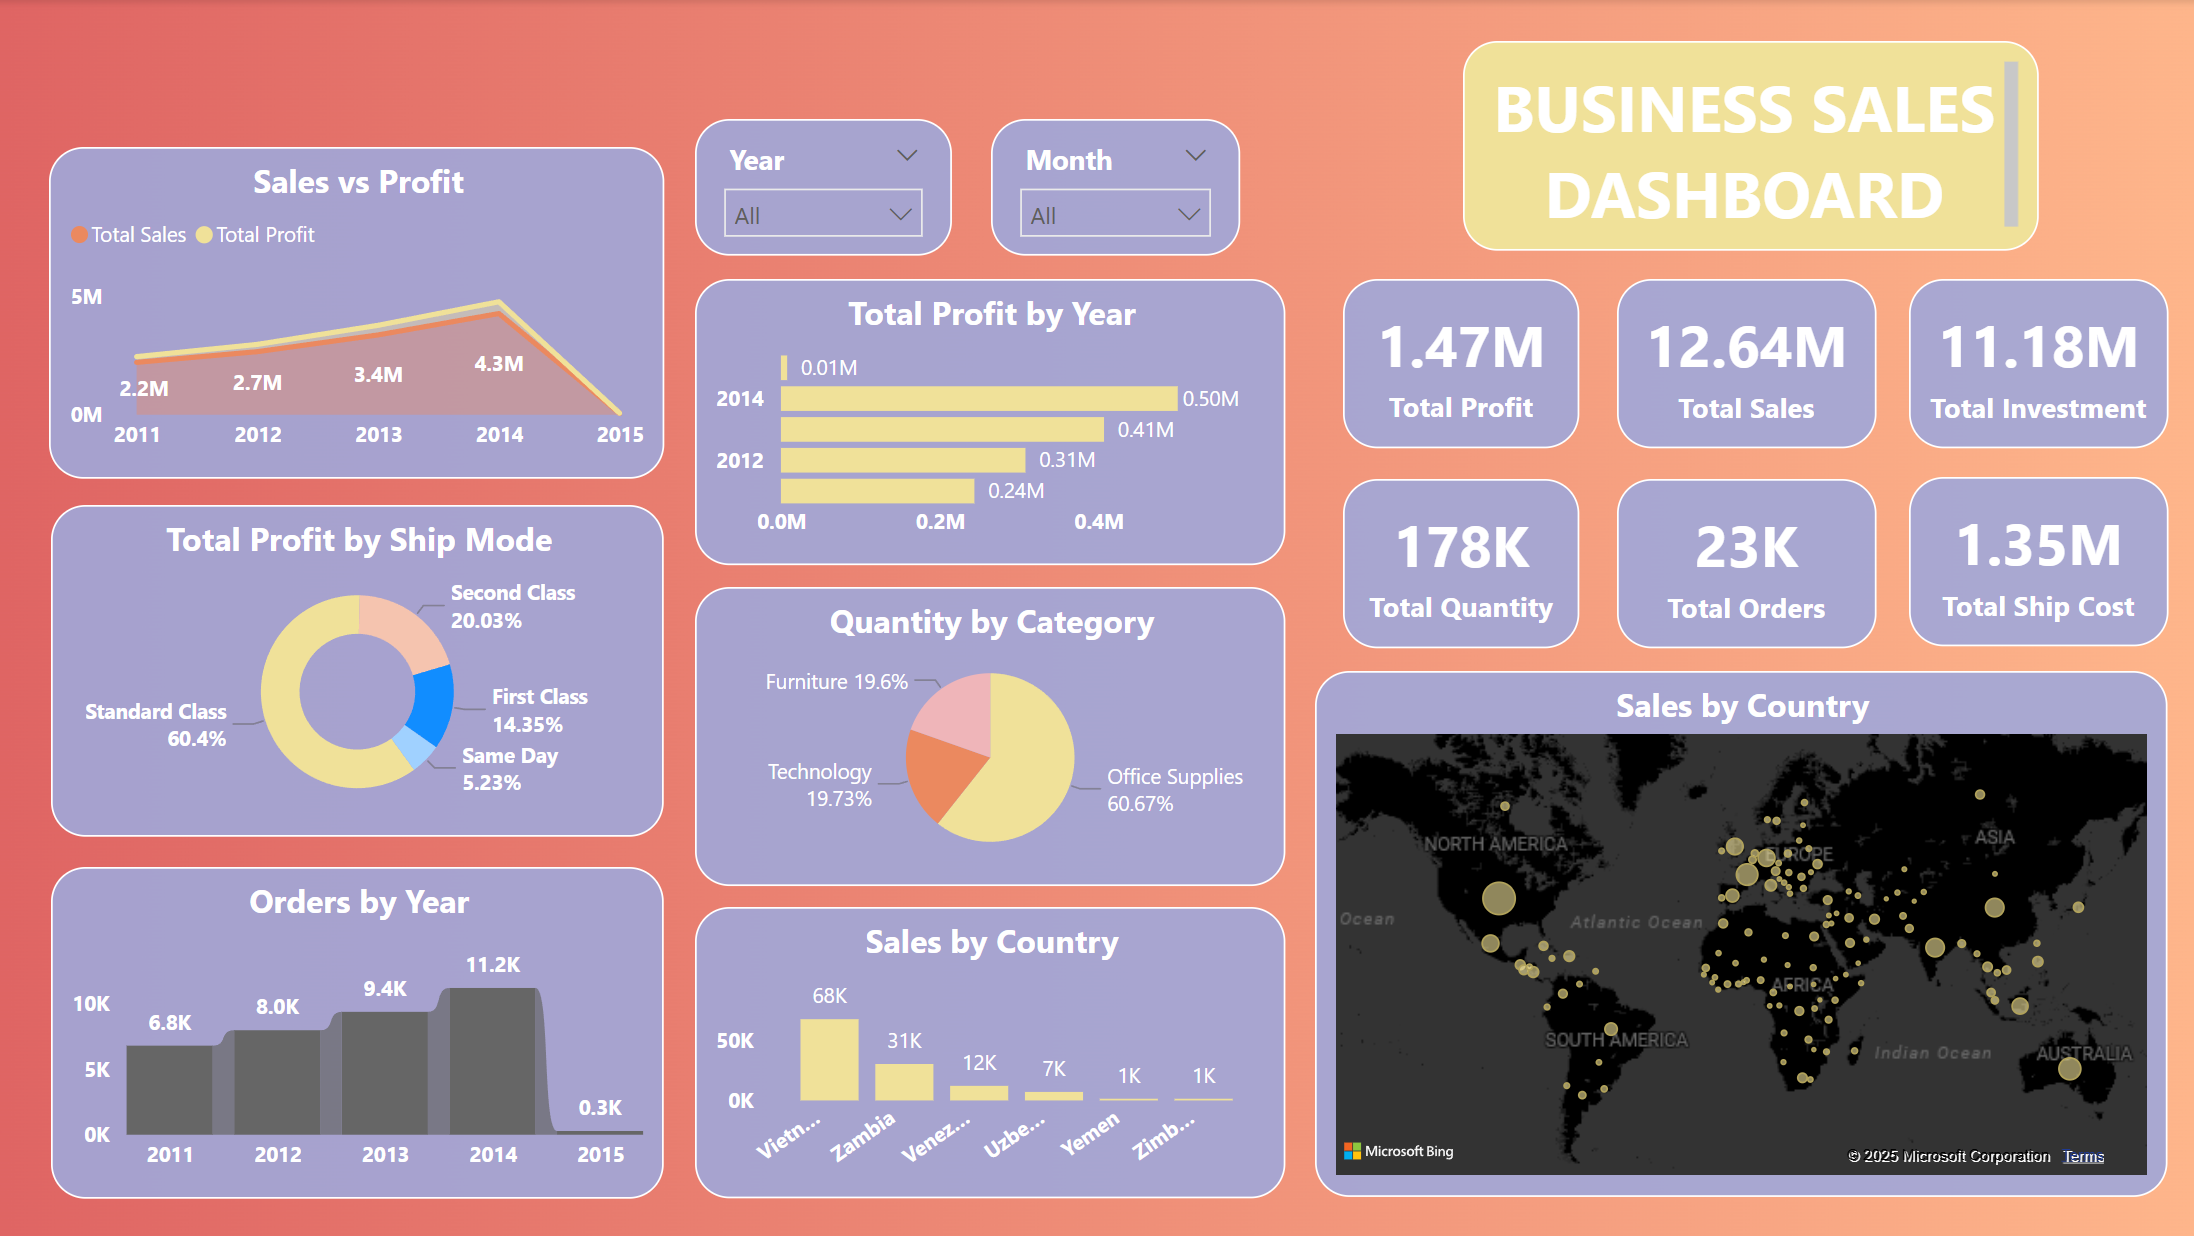 BUSINESS SALES
DASHBOARD
Year
All
Month
All
Sales vs Profit
Total Sales
Total Profit
5M
0M
2.2M
2.7M
3.4M
4.3M
2011
2012
2013
2014
2015
Total Profit by Year
0.01M
2014
0.50M
0.41M
2012
0.31M
0.24M
0.0M
0.2M
0.4M
1.47M
Total Profit
12.64M
Total Sales
11.18M
Total Investment
178K
Total Quantity
23K
Total Orders
1.35M
Total Ship Cost
Total Profit by Ship Mode
Second Class
20.03%
First Class
14.35%
Same Day
5.23%
Standard Class
60.4%
Quantity by Category
Furniture 19.6%
Technology
19.73%
Office Supplies
60.67%
Orders by Year
10K
5K
0K
6.8K
8.0K
9.4K
11.2K
0.3K
2011
2012
2013
2014
2015
Sales by Country
50K
0K
68K
31K
12K
7K
1K
1K
Vietn...
Zambia
Venez...
Uzbe...
Yemen
Zimb...
Sales by Country
NORTH AMERICA
EUROPE
ASIA
Ocean
Atlantic Ocean
AFRICA
SOUTH AMERICA
Indian Ocean
AUSTRALIA
Microsoft Bing
© 2025 Microsoft Corporation
Terms